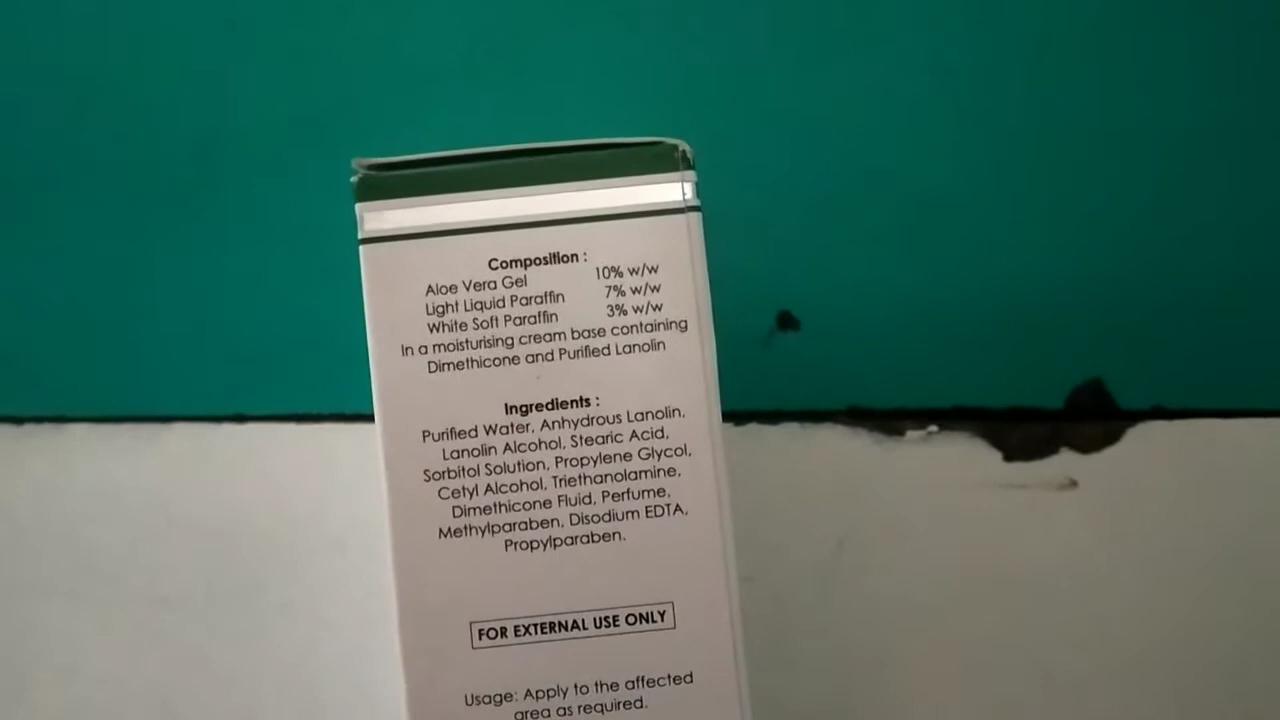 Composition :
Aloe Vera Gel 10% w/w
Light Liquid Paraffin 7% w/w
White Soft Paraffin 3% w/w
In a moisturising cream base containing
Dimethicone and Purified Lanolin
Ingredients :
Purified Water, Anhydrous Lanolin,
Lanolin Alcohol, Stearic Acid,
Sorbitol Solution, Propylene Glycol,
Cetyl Alcohol, Triethanolamine,
Dimethicone Fluid, Perfume,
Methylparaben, Disodium EDTA,
Propylparaben.
FOR EXTERNAL USE ONLY
Usage: Apply to the affected
area as required.